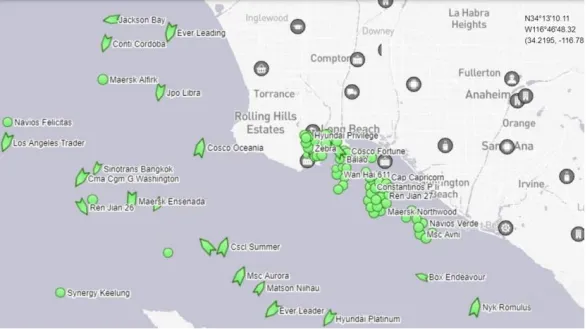 Jackson Bay
Ever Leading
Conti Cordoba
Maersk Alfirk
Jpo Libra
Navios Felicitas
Los Angeles Trader
Cosco Oceania
Sinotrans Bangkok
Cma Cgm G Washington
Ren Jian 26
Maersk Ensenada
Cscl Summer
Msc Aurora
Matson Niihau
Synergy Keelung
Ever Leader
Hyundai Platinum
Inglewood
Downey
Compton
Torrance
Rolling Hills
Estates
Hyundai Privilege
Long Beach
Zebra
Cosco Fortune
Balao
Wan Hai 611
Cap Capricorn
Constantinos P II
Ren Jian 27
Maersk Northwood
Navios Verde
Msc Avni
Box Endeavour
Nyk Romulus
La Habra
Heights
Fullerton
Anaheim
Orange
Irvine
Beach
N34°13'10.11
W116°46'48.32
(34.2195, -116.78